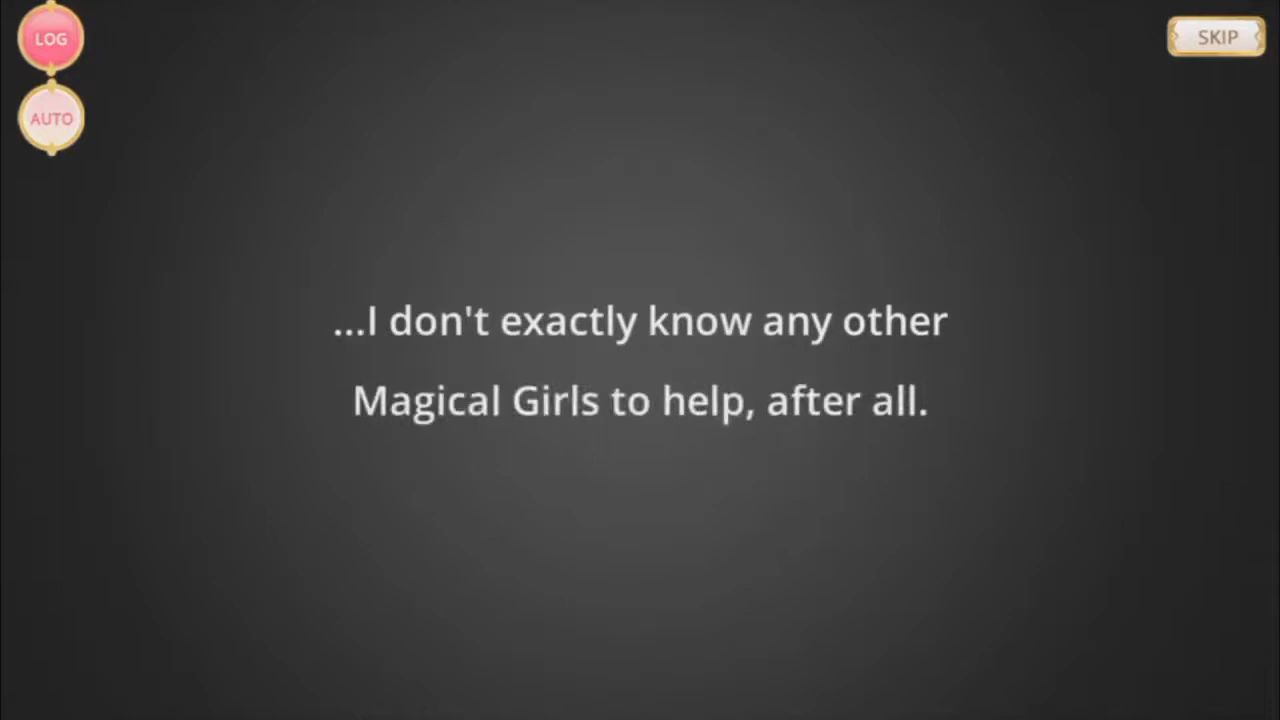 LOG
SKIP
AUTO
...I don't exactly know any other
Magical Girls to help, after all.